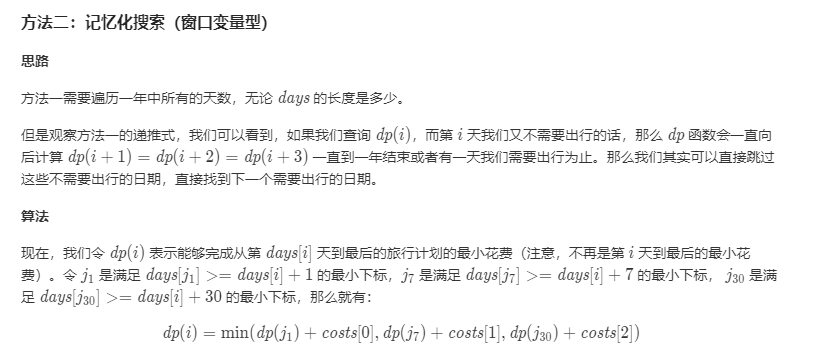 方法二：记忆化搜索（窗口变量型）
思路
方法一需要遍历一年中所有的天数，无论 days 的长度是多少。
但是观察方法一的递推式，我们可以看到，如果我们查询 dp(i)，而第 i 天我们又不需要出行的话，那么 dp 函数会一直向
后计算 dp(i + 1) = dp(i + 2) = dp(i + 3) 一直到一年结束或者有一天我们需要出行为止。那么我们其实可以直接跳过
这些不需要出行的日期，直接找到下一个需要出行的日期。
算法
现在，我们令 dp(i) 表示能够完成从第 days[i] 天到最后的旅行计划的最小花费（注意，不再是第 i 天到最后的最小花
费）。令 j₁ 是满足 days[j₁] >= days[i] + 1 的最小下标，j₇ 是满足 days[j₇] >= days[i] + 7 的最小下标， j₃₀ 是满
足 days[j₃₀] >= days[i] + 30 的最小下标，那么就有：
dp(i) = min(dp(j₁) + costs[0], dp(j₇) + costs[1], dp(j₃₀) + costs[2])